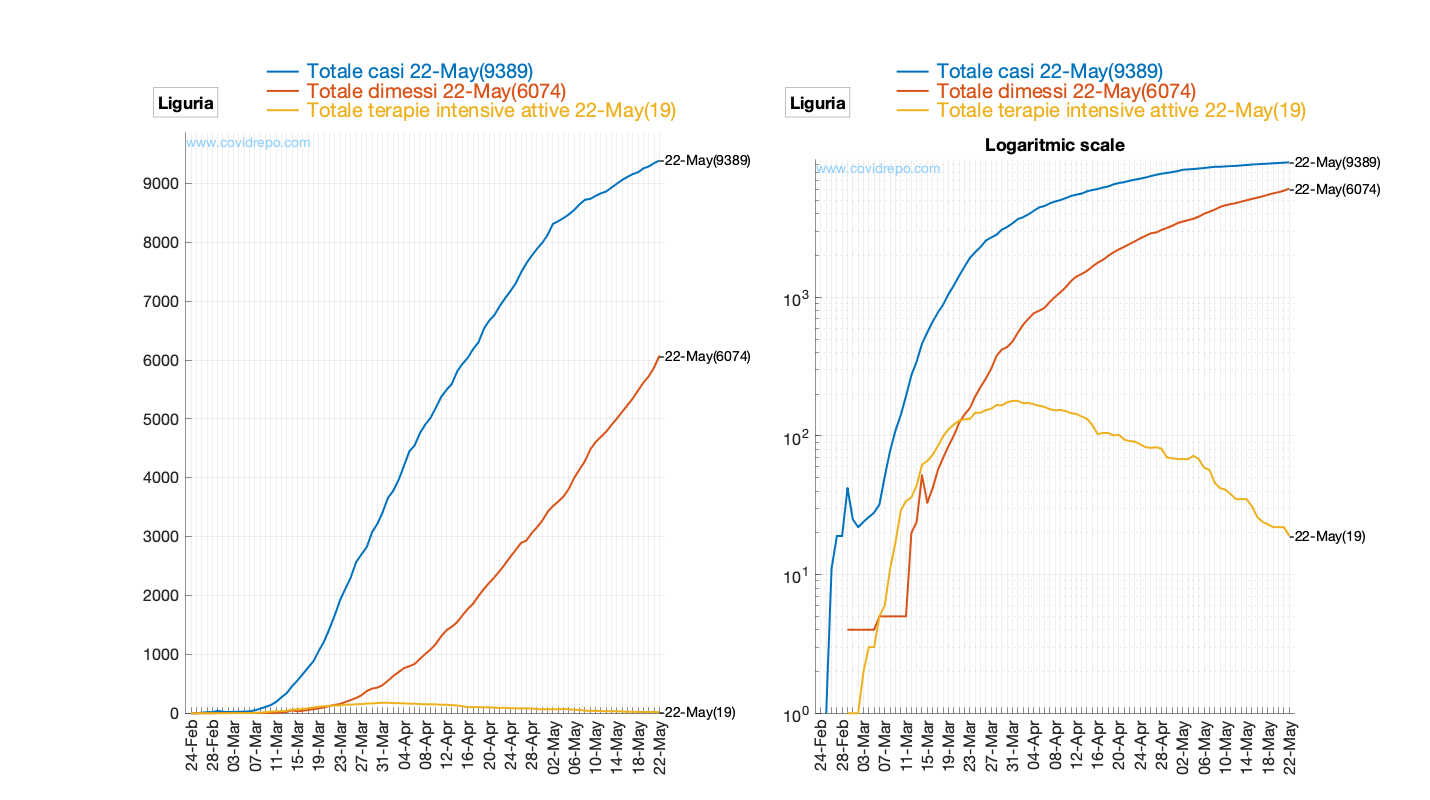 Liguria
Totale casi 22-May(9389)
Totale dimessi 22-May(6074)
Totale terapie intensive attive 22-May(19)
www.covidrepo.com
9000
8000
7000
6000
5000
4000
3000
2000
1000
0
22-May(9389)
22-May(6074)
22-May(19)
24-Feb
28-Feb
03-Mar
07-Mar
11-Mar
15-Mar
19-Mar
23-Mar
27-Mar
31-Mar
04-Apr
08-Apr
12-Apr
16-Apr
20-Apr
24-Apr
28-Apr
02-May
06-May
10-May
14-May
18-May
22-May
Liguria
Totale casi 22-May(9389)
Totale dimessi 22-May(6074)
Totale terapie intensive attive 22-May(19)
Logaritmic scale
www.covidrepo.com
10³
10²
10¹
10⁰
22-May(9389)
22-May(6074)
22-May(19)
24-Feb
28-Feb
03-Mar
07-Mar
11-Mar
15-Mar
19-Mar
23-Mar
27-Mar
31-Mar
04-Apr
08-Apr
12-Apr
16-Apr
20-Apr
24-Apr
28-Apr
02-May
06-May
10-May
14-May
18-May
22-May